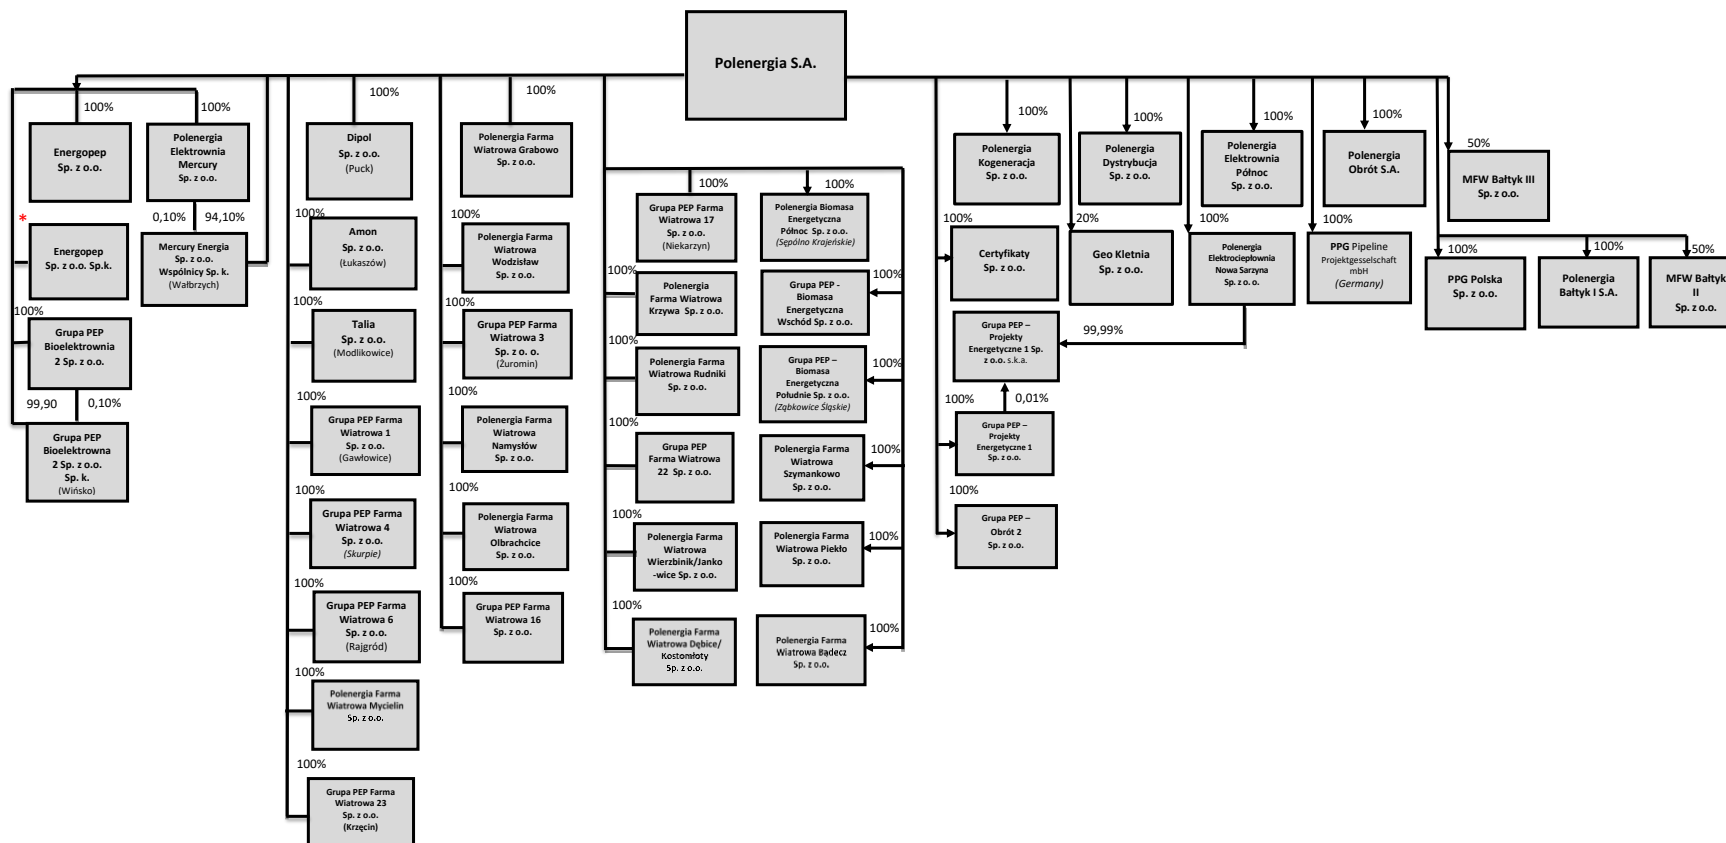 Polenergia S.A.
100%
100%
Energopep
Sp. z o.o.
Polenergia
Elektrownia
Mercury
Sp. z o.o.
*
0,10%
94,10%
Energopep
Sp. z o.o. Sp.k.
Mercury Energia
Sp. z o.o.
Wspólnicy Sp. k.
(Wałbrzych)
100%
Grupa PEP
Bioelektrownia
2 Sp. z o.o.
99,90
0,10%
Grupa PEP
Bioelektrowna
2 Sp. z o.o.
Sp. k.
(Wińsko)
100%
Dipol
Sp. z o.o.
(Puck)
100%
Amon
Sp. z o.o.
(Łukaszów)
100%
Talia
Sp. z o.o.
(Modlikowice)
100%
Grupa PEP Farma
Wiatrowa 1
Sp. z o.o.
(Gawłowice)
100%
Grupa PEP Farma
Wiatrowa 4
Sp. z o.o.
(Skurpie)
100%
Grupa PEP Farma
Wiatrowa 6
Sp. z o.o.
(Rajgród)
100%
Polenergia Farma
Wiatrowa Mycielin
Sp. z o.o.
100%
Grupa PEP Farma
Wiatrowa 23
Sp. z o.o.
(Krzęcin)
100%
Polenergia Farma
Wiatrowa Grabowo
Sp. z o.o.
100%
Polenergia Farma
Wiatrowa
Wodzisław
Sp. z o.o.
100%
Grupa PEP Farma
Wiatrowa 3
Sp. z o. o.
(Żuromin)
100%
Polenergia Farma
Wiatrowa
Namysłów
Sp. z o.o.
100%
Polenergia Farma
Wiatrowa
Olbrachcice
Sp. z o.o.
100%
Grupa PEP Farma
Wiatrowa 16
Sp. z o.o.
100%
Grupa PEP Farma
Wiatrowa 17
Sp. z o.o.
(Niekarzyn)
100%
Polenergia
Farma Wiatrowa
Krzywa Sp. z o.o.
100%
Polenergia Farma
Wiatrowa Rudniki
Sp. z o.o.
100%
Grupa PEP
Farma Wiatrowa
22 Sp. z o.o.
100%
Polenergia Farma
Wiatrowa
Wierzbinik/Janko
-wice Sp. z o.o.
100%
Polenergia Farma
Wiatrowa Dębice/
Kostomłoty
Sp. z o.o.
100%
Polenergia Biomasa
Energetyczna
Północ Sp. z o.o.
(Sępólno Krajeńskie)
100%
Grupa PEP -
Biomasa
Energetyczna
Wschód Sp. z o.o.
100%
Grupa PEP –
Biomasa
Energetyczna
Południe Sp. z o.o.
(Ząbkowice Śląskie)
100%
Polenergia Farma
Wiatrowa
Szymankowo
Sp. z o.o.
100%
Polenergia Farma
Wiatrowa Piekło
Sp. z o.o.
100%
Polenergia Farma
Wiatrowa Bądecz
Sp. z o.o.
100%
Polenergia
Kogeneracja
Sp. z o.o.
100%
Polenergia
Dystrybucja
Sp. z o.o.
100%
Polenergia
Elektrownia
Północ
Sp. z o.o.
100%
Polenergia
Obrót S.A.
50%
MFW Bałtyk III
Sp. z o.o.
100%
Certyfikaty
Sp. z o.o.
20%
Geo Kletnia
Sp. z o.o.
100%
Polenergia
Elektrociepłownia
Nowa Sarzyna
Sp. z o. o.
100%
PPG Pipeline
Projektgesselschaft
mbH
(Germany)
100%
PPG Polska
Sp. z o.o.
100%
Polenergia
Bałtyk I S.A.
50%
MFW Bałtyk
II
Sp. z o.o.
Grupa PEP –
Projekty
Energetyczne 1 Sp.
z o.o. s.k.a.
99,99%
100%
0,01%
Grupa PEP –
Projekty
Energetyczne 1
Sp. z o.o.
100%
Grupa PEP –
Obrót 2
Sp. z o.o.